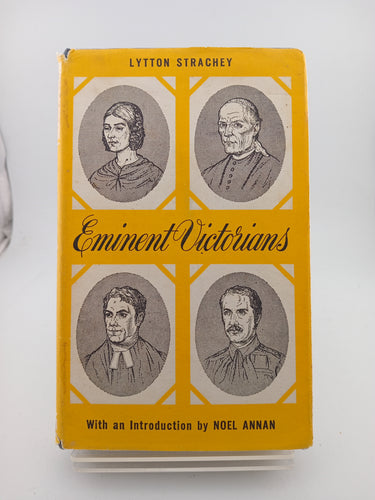 LYTTON STRACHEY
Eminent Victorians
With an Introduction by NOEL ANNAN